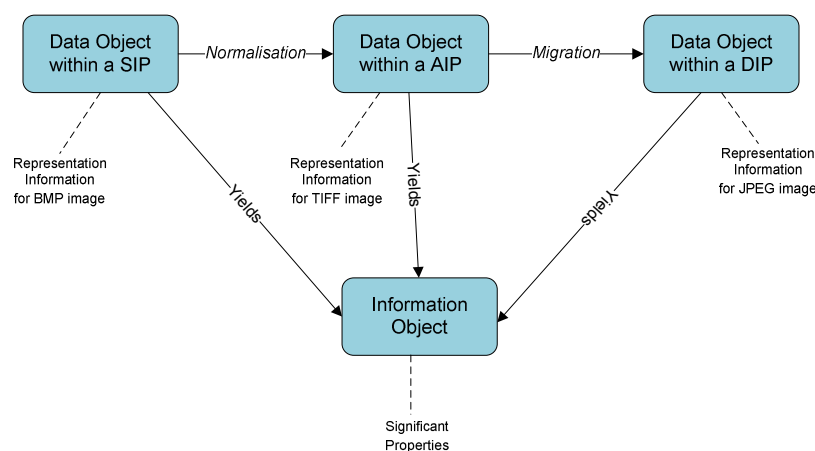 Data Object
within a SIP
Normalisation
Data Object
within a AIP
Migration
Data Object
within a DIP
Representation
Information
for BMP image
Representation
Information
for TIFF image
Representation
Information
for JPEG image
Yields
Yields
Yields
Information
Object
Significant
Properties